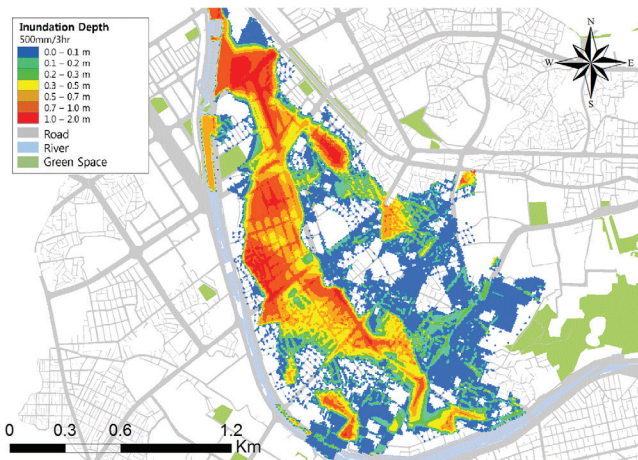 Inundation Depth
500mm/3hr
0.0 – 0.1 m
0.1 – 0.2 m
0.2 – 0.3 m
0.3 – 0.5 m
0.5 – 0.7 m
0.7 – 1.0 m
1.0 – 2.0 m
Road
River
Green Space
N
W E
S
0 0.3 0.6 1.2
Km